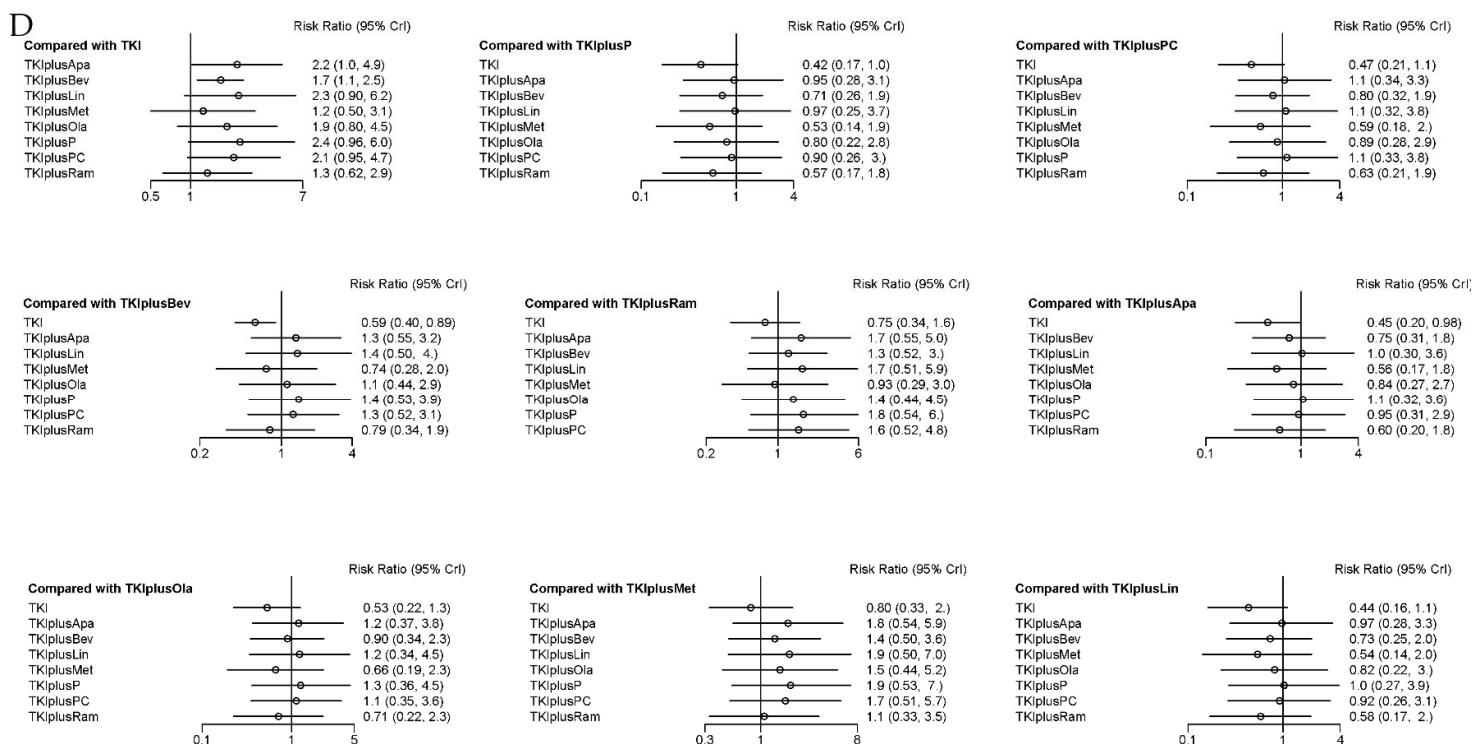 D
Risk Ratio (95% CrI)
Compared with TKI
TKIplusApa 2.2 (1.0, 4.9)
TKIplusBev 1.7 (1.1, 2.5)
TKIplusLin 2.3 (0.90, 6.2)
TKIplusMet 1.2 (0.50, 3.1)
TKIplusOla 1.9 (0.80, 4.5)
TKIplusP 2.4 (0.96, 6.0)
TKIplusPC 2.1 (0.95, 4.7)
TKIplusRam 1.3 (0.62, 2.9)
0.5 1 7
Risk Ratio (95% CrI)
Compared with TKIplusP
TKI 0.42 (0.17, 1.0)
TKIplusApa 0.95 (0.28, 3.1)
TKIplusBev 0.71 (0.26, 1.9)
TKIplusLin 0.97 (0.25, 3.7)
TKIplusMet 0.53 (0.14, 1.9)
TKIplusOla 0.80 (0.22, 2.8)
TKIplusPC 0.90 (0.26, 3.)
TKIplusRam 0.57 (0.17, 1.8)
0.1 1 4
Risk Ratio (95% CrI)
Compared with TKIplusPC
TKI 0.47 (0.21, 1.1)
TKIplusApa 1.1 (0.34, 3.3)
TKIplusBev 0.80 (0.32, 1.9)
TKIplusLin 1.1 (0.32, 3.8)
TKIplusMet 0.59 (0.18, 2.)
TKIplusOla 0.89 (0.28, 2.9)
TKIplusP 1.1 (0.33, 3.8)
TKIplusRam 0.63 (0.21, 1.9)
0.1 1 4
Risk Ratio (95% CrI)
Compared with TKIplusBev
TKI 0.59 (0.40, 0.89)
TKIplusApa 1.3 (0.55, 3.2)
TKIplusLin 1.4 (0.50, 4.)
TKIplusMet 0.74 (0.28, 2.0)
TKIplusOla 1.1 (0.44, 2.9)
TKIplusP 1.4 (0.53, 3.9)
TKIplusPC 1.3 (0.52, 3.1)
TKIplusRam 0.79 (0.34, 1.9)
0.2 1 4
Risk Ratio (95% CrI)
Compared with TKIplusRam
TKI 0.75 (0.34, 1.6)
TKIplusApa 1.7 (0.55, 5.0)
TKIplusBev 1.3 (0.52, 3.)
TKIplusLin 1.7 (0.51, 5.9)
TKIplusMet 0.93 (0.29, 3.0)
TKIplusOla 1.4 (0.44, 4.5)
TKIplusP 1.8 (0.54, 6.)
TKIplusPC 1.6 (0.52, 4.8)
0.2 1 6
Risk Ratio (95% CrI)
Compared with TKIplusApa
TKI 0.45 (0.20, 0.98)
TKIplusBev 0.75 (0.31, 1.8)
TKIplusLin 1.0 (0.30, 3.6)
TKIplusMet 0.56 (0.17, 1.8)
TKIplusOla 0.84 (0.27, 2.7)
TKIplusP 1.1 (0.32, 3.6)
TKIplusPC 0.95 (0.31, 2.9)
TKIplusRam 0.60 (0.20, 1.8)
0.1 1 4
Risk Ratio (95% CrI)
Compared with TKIplusOla
TKI 0.53 (0.22, 1.3)
TKIplusApa 1.2 (0.37, 3.8)
TKIplusBev 0.90 (0.34, 2.3)
TKIplusLin 1.2 (0.34, 4.5)
TKIplusMet 0.66 (0.19, 2.3)
TKIplusP 1.3 (0.36, 4.5)
TKIplusPC 1.1 (0.35, 3.6)
TKIplusRam 0.71 (0.22, 2.3)
0.1 1 5
Risk Ratio (95% CrI)
Compared with TKIplusMet
TKI 0.80 (0.33, 2.)
TKIplusApa 1.8 (0.54, 5.9)
TKIplusBev 1.4 (0.50, 3.6)
TKIplusLin 1.9 (0.50, 7.0)
TKIplusOla 1.5 (0.44, 5.2)
TKIplusP 1.9 (0.53, 7.)
TKIplusPC 1.7 (0.51, 5.7)
TKIplusRam 1.1 (0.33, 3.5)
0.3 1 8
Risk Ratio (95% CrI)
Compared with TKIplusLin
TKI 0.44 (0.16, 1.1)
TKIplusApa 0.97 (0.28, 3.3)
TKIplusBev 0.73 (0.25, 2.0)
TKIplusMet 0.54 (0.14, 2.0)
TKIplusOla 0.82 (0.22, 3.)
TKIplusP 1.0 (0.27, 3.9)
TKIplusPC 0.92 (0.26, 3.1)
TKIplusRam 0.58 (0.17, 2.)
0.1 1 4